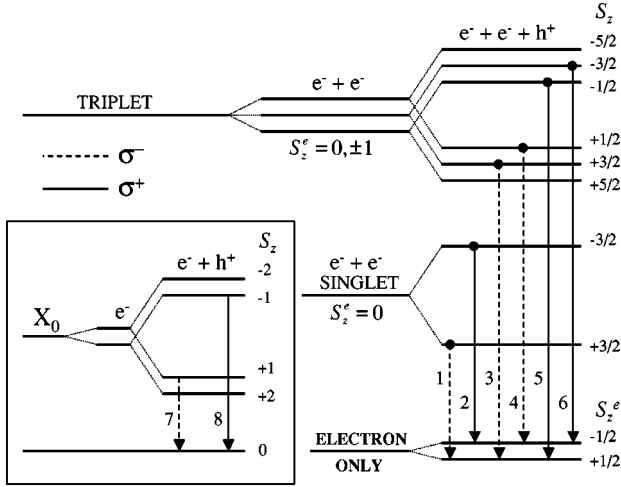 S_z
e⁻ + e⁻ + h⁺
-5/2
-3/2
-1/2
e⁻ + e⁻
TRIPLET
S_z^e = 0, ±1
+1/2
+3/2
+5/2
σ⁻
σ⁺
S_z
e⁻ + h⁺
-2
-1
e⁻
X₀
+1
+2
7 8
0
-3/2
e⁻ + e⁻
SINGLET
S_z^e = 0
+3/2
1 2 3 4 5 6
S_z^e
ELECTRON
ONLY
-1/2
+1/2